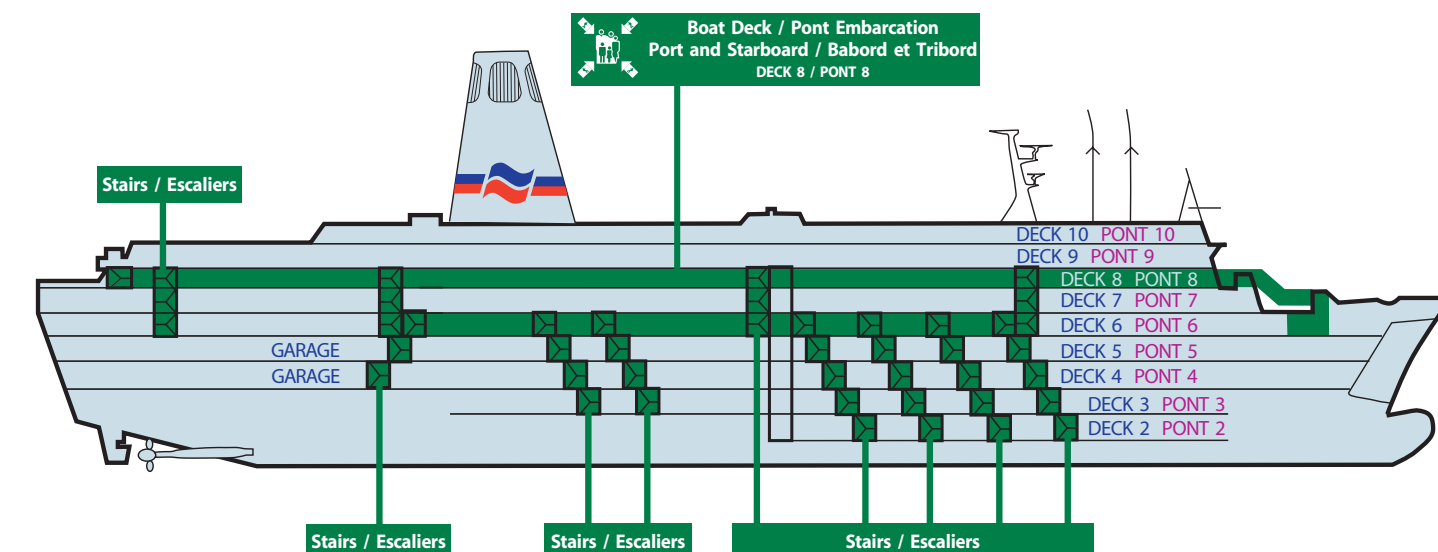 Boat Deck / Pont Embarcation
Port and Starboard / Babord et Tribord
DECK 8 / PONT 8
Stairs / Escaliers
DECK 10 PONT 10
DECK 9 PONT 9
DECK 8 PONT 8
DECK 7 PONT 7
DECK 6 PONT 6
GARAGE DECK 5 PONT 5
GARAGE DECK 4 PONT 4
DECK 3 PONT 3
DECK 2 PONT 2
Stairs / Escaliers Stairs / Escaliers Stairs / Escaliers